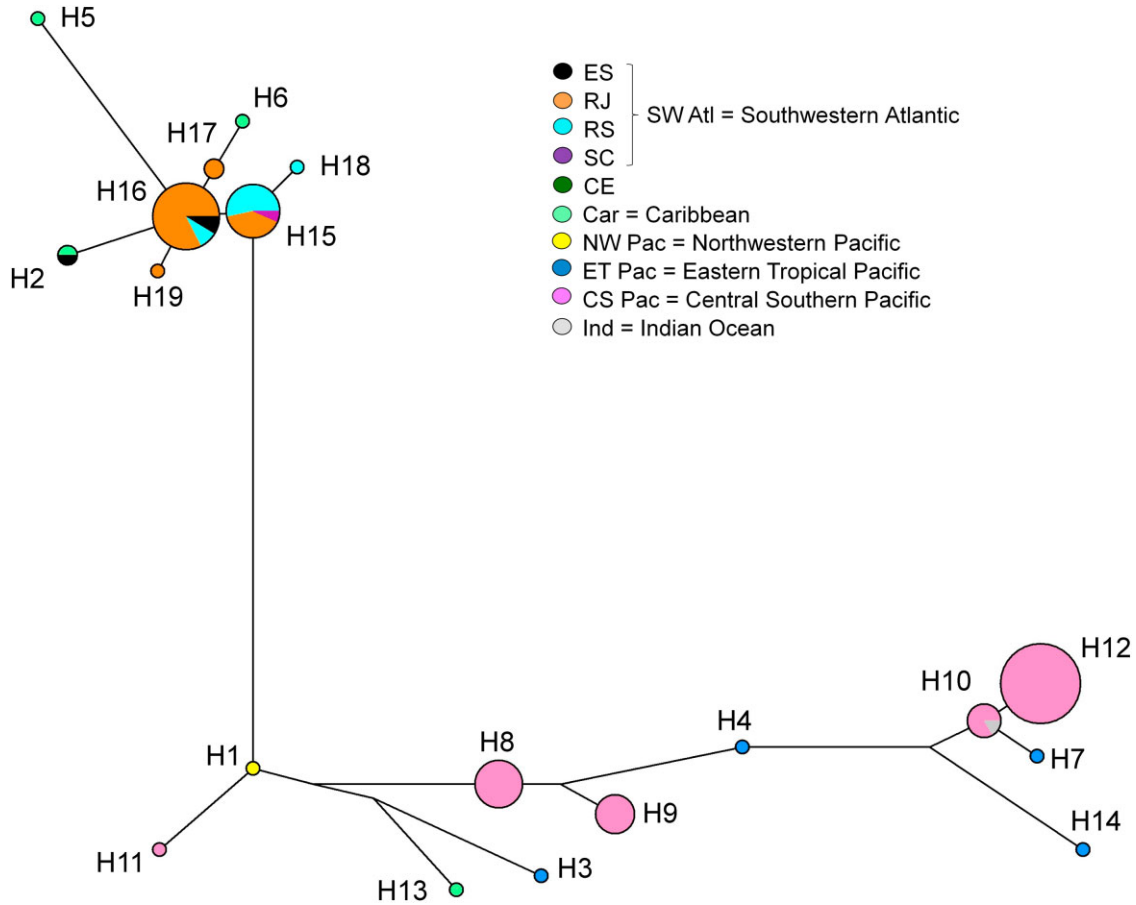 H5
H6
H17
H18
H16
H15
H2
H19
ES
RJ
RS
SC
SW Atl = Southwestern Atlantic
CE
Car = Caribbean
NW Pac = Northwestern Pacific
ET Pac = Eastern Tropical Pacific
CS Pac = Central Southern Pacific
Ind = Indian Ocean
H12
H10
H4
H8
H1
H7
H9
H14
H11
H3
H13